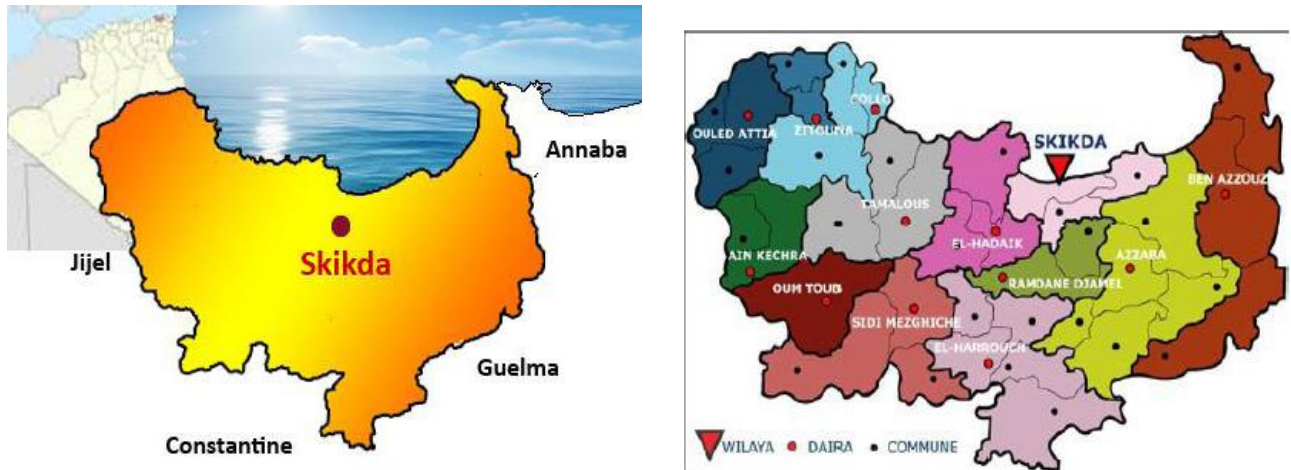 Annaba
Jijel
Skikda
Guelma
Constantine
COLLO
OULED ATTIA
ZITOUNA
SKIKDA
BEN AZZOUZ
TAMALOUS
EL-HADAIK
AIN KECHRA
AZZABA
OUM TOUB
RAMDANE DJAMEL
SIDI MEZGHICHE
EL-HARROUCH
WILAYA DAIRA COMMUNE